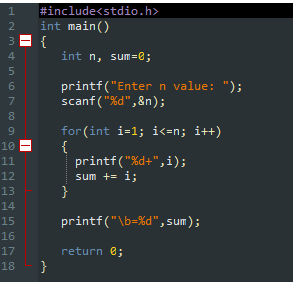 1 #include<stdio.h>
2 int main()
3 {
4 int n, sum=0;
5
6 printf("Enter n value: ");
7 scanf("%d",&n);
8
9 for(int i=1; i<=n; i++)
10 {
11 printf("%d+",i);
12 sum += i;
13 }
14
15 printf("\b=%d",sum);
16
17 return 0;
18 }